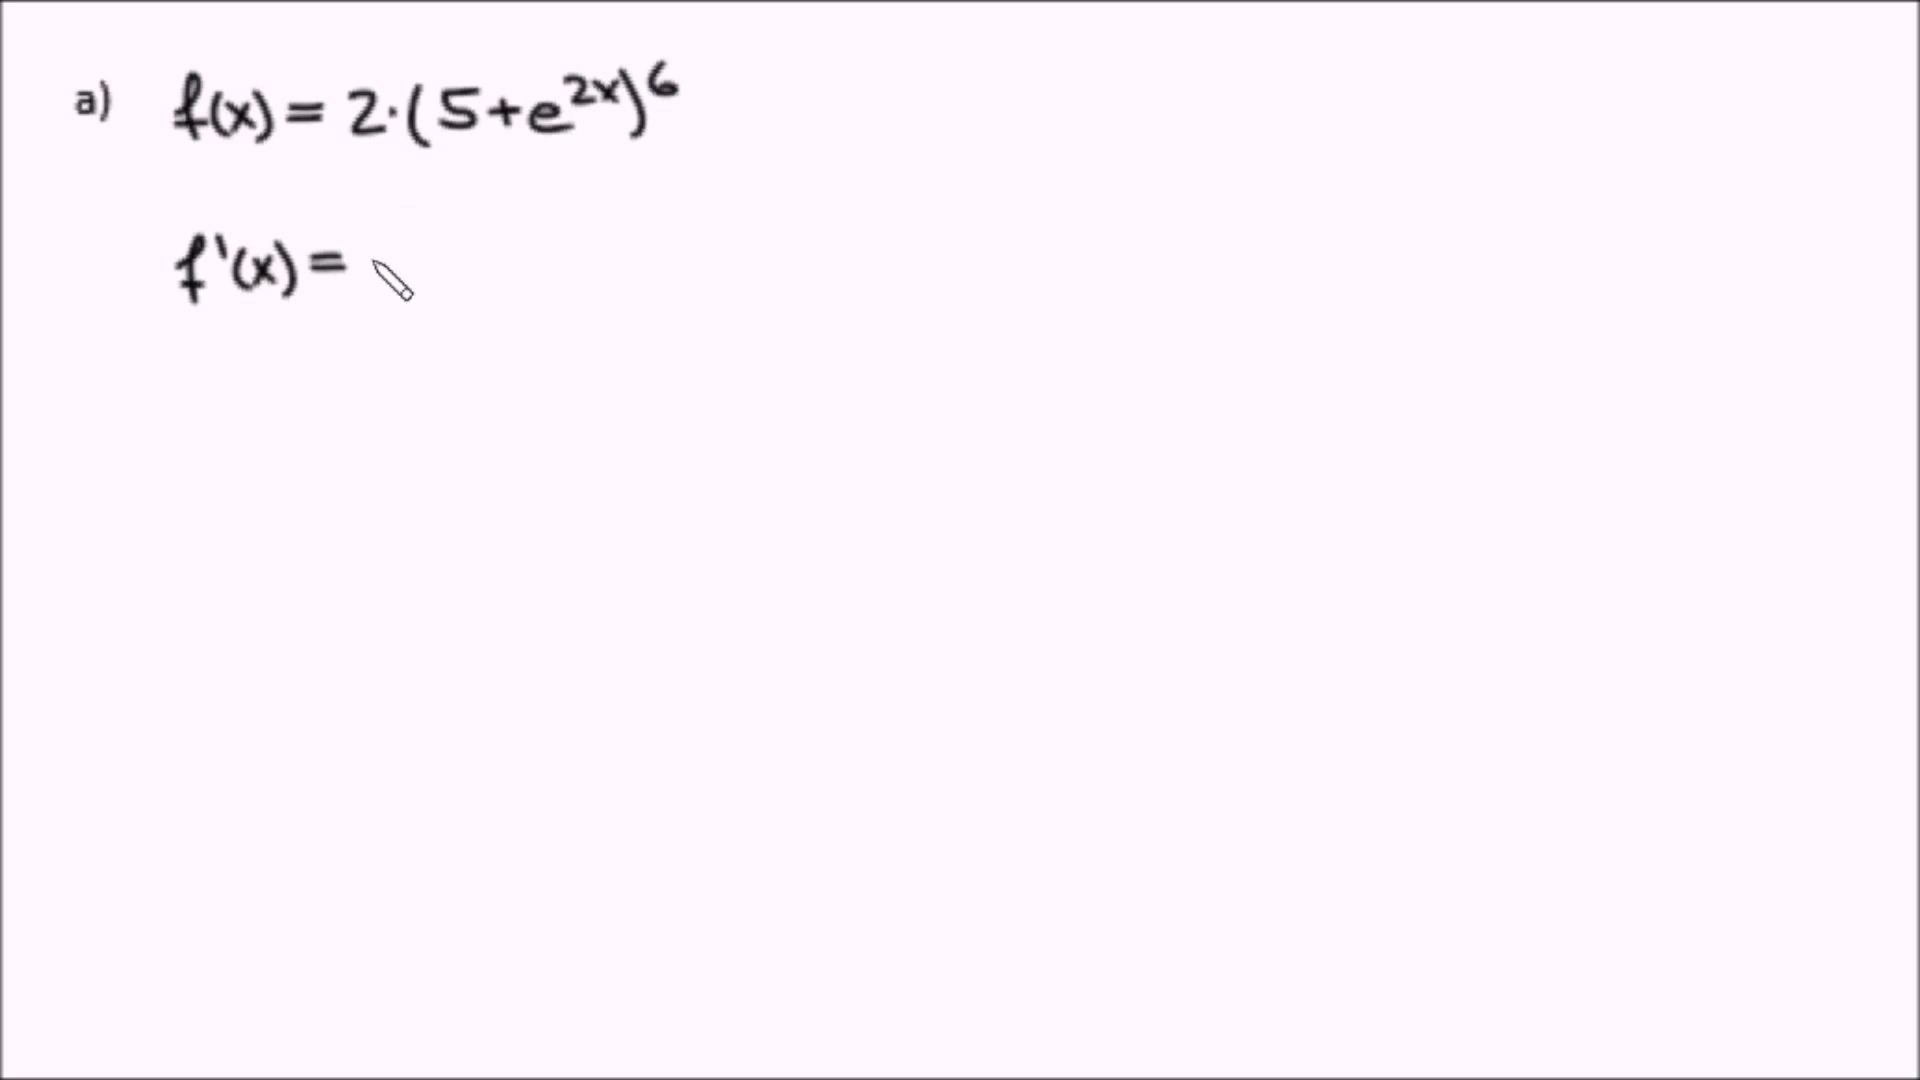 a) f(x) = 2·(5+e^{2x})^6
f'(x) =